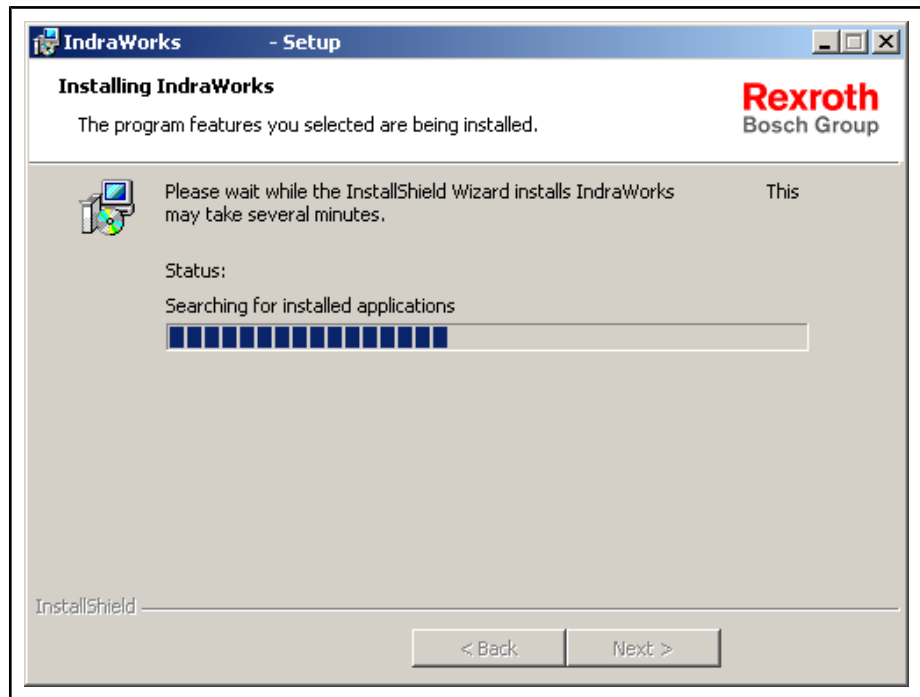 IndraWorks - Setup
Installing IndraWorks
The program features you selected are being installed.
Rexroth
Bosch Group
Please wait while the InstallShield Wizard installs IndraWorks This
may take several minutes.
Status:
Searching for installed applications
InstallShield
< Back Next >